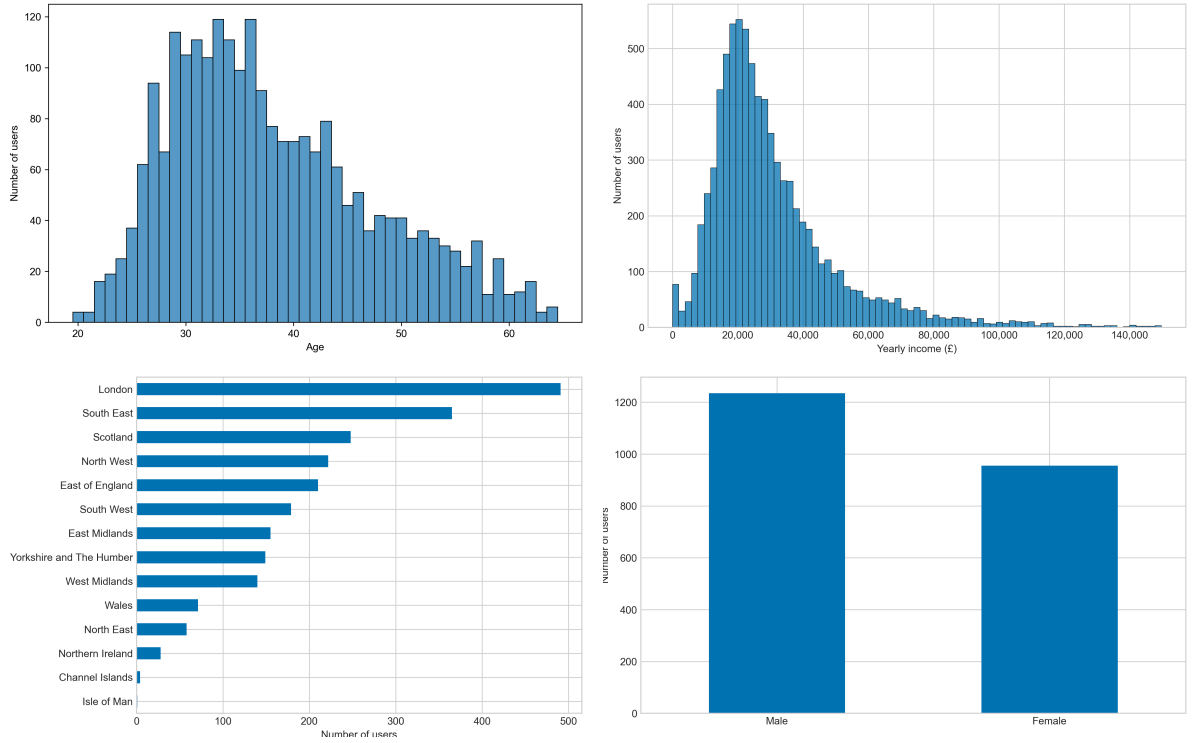 120
100
80
60
40
20
0
Number of users
20 30 40 50 60
Age
500
400
300
200
100
0
Number of users
0 20,000 40,000 60,000 80,000 100,000 120,000 140,000
Yearly income (£)
London
South East
Scotland
North West
East of England
South West
East Midlands
Yorkshire and The Humber
West Midlands
Wales
North East
Northern Ireland
Channel Islands
Isle of Man
0 100 200 300 400 500
Number of users
1200
1000
800
600
400
200
0
Number of users
Male Female